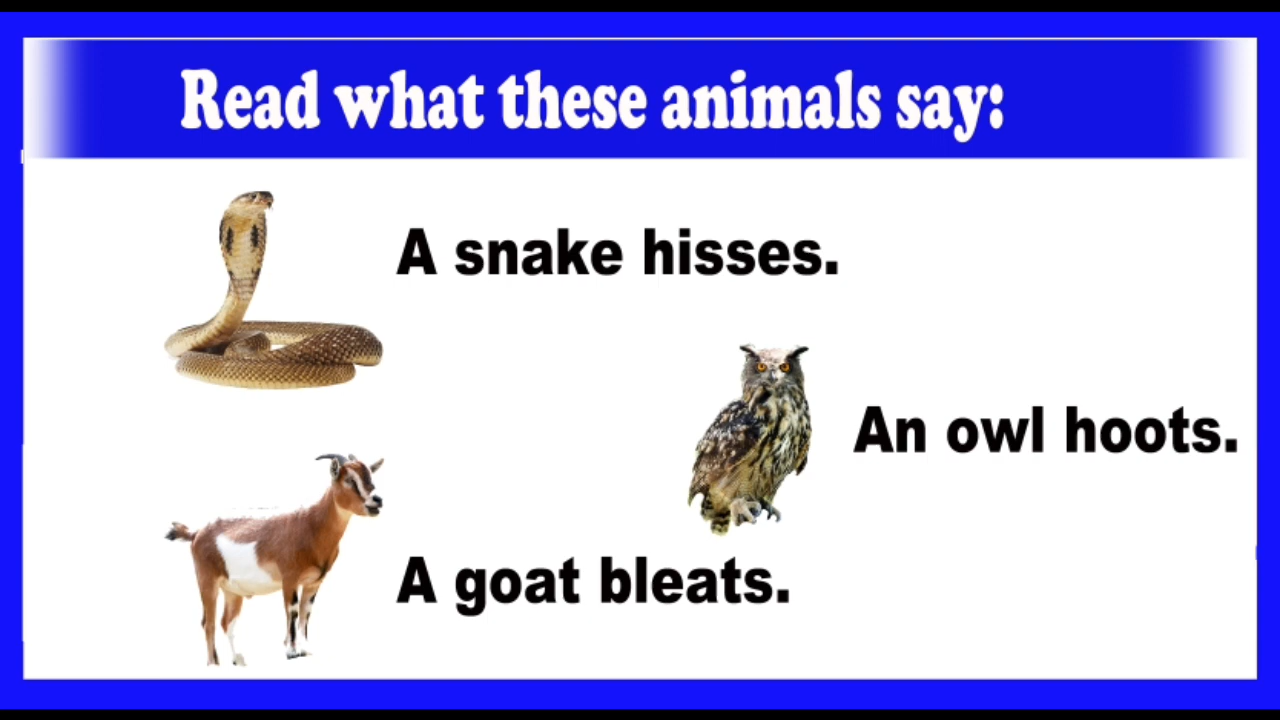 Read what these animals say:
A snake hisses.
An owl hoots.
A goat bleats.